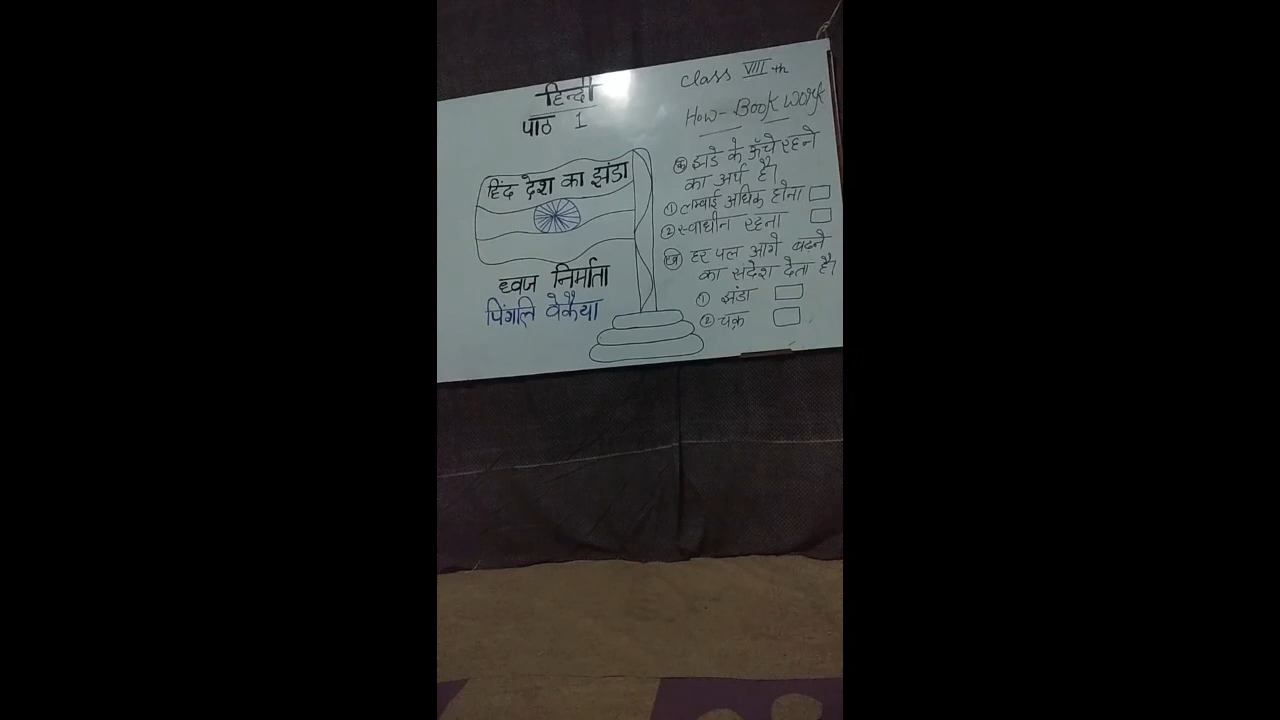 हिन्दी
पाठ 1
हिंद देश का झंडा
ध्वज निर्माता
पिंगलि वेकैया
Class VIII th
How - Book work
(क) झंडे के ऊँचे रहने
का अर्थ है।
① लम्बाई अधिक होना
② स्वाधीन रहना
(ख) हर पल आगे बढ़ने
का संदेश देता है।
① झंडा
② चक्र